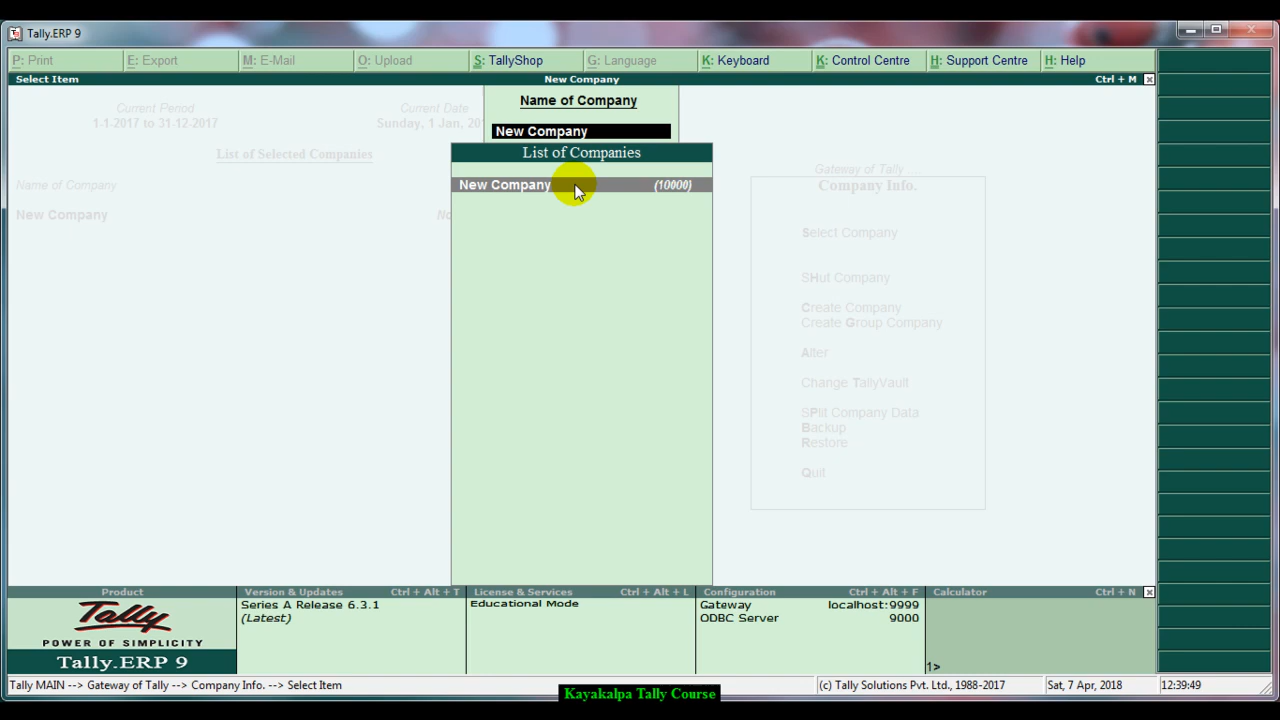 Tally.ERP 9
P: Print
E: Export
M: E-Mail
O: Upload
S: TallyShop
G: Language
K: Keyboard
K: Control Centre
H: Support Centre
H: Help
Select Item
New Company
Ctrl + M
Current Period
1-1-2017 to 31-12-2017
Current Date
Sunday, 1 Jan, 20
List of Selected Companies
Name of Company
New Company
No
Name of Company
New Company
List of Companies
New Company (10000)
Gateway of Tally ....
Company Info.
Select Company
SHut Company
Create Company
Create Group Company
Alter
Change TallyVault
SPlit Company Data
Backup
Restore
Quit
Product
Tally
POWER OF SIMPLICITY
Tally.ERP 9
Version & Updates Ctrl + Alt + T
Series A Release 6.3.1
(Latest)
License & Services Ctrl + Alt + L
Educational Mode
Configuration Ctrl + Alt + F
Gateway localhost:9999
ODBC Server 9000
Calculator Ctrl + N
1>
Tally MAIN --> Gateway of Tally --> Company Info. --> Select Item
(c) Tally Solutions Pvt. Ltd., 1988-2017
Sat, 7 Apr, 2018
12:39:49
Kayakalpa Tally Course